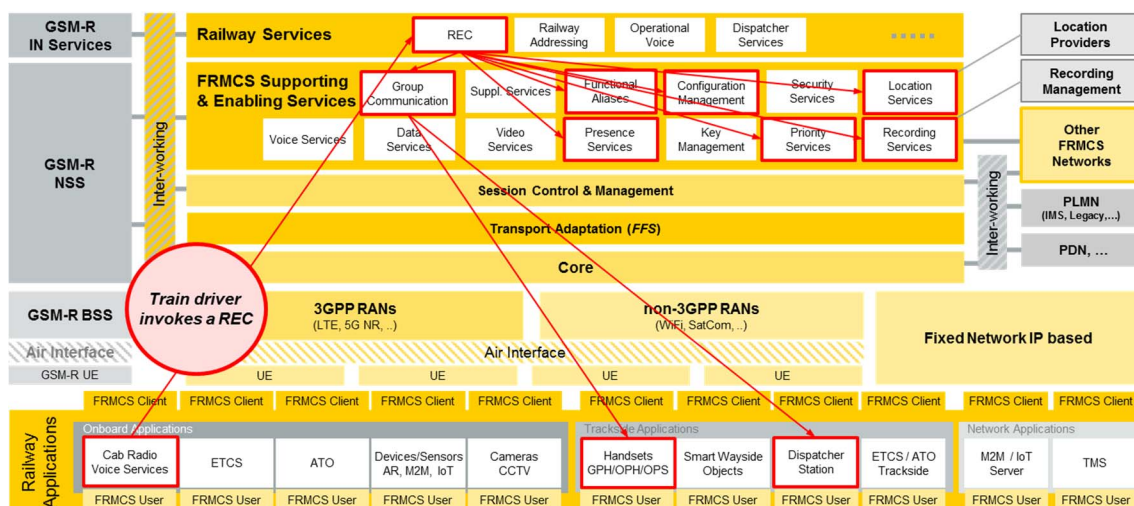 GSM-R
IN Services
Inter-working
Railway Services
REC
Railway
Addressing
Operational
Voice
Dispatcher
Services
.....
Location
Providers
Recording
Management
Other
FRMCS
Networks
PLMN
(IMS, Legacy,...)
PDN, ...
Inter-working
GSM-R
NSS
FRMCS Supporting
& Enabling Services
Group
Communication
Suppl. Services
Functional
Aliases
Configuration
Management
Security
Services
Location
Services
Voice Services
Data
Services
Video
Services
Presence
Services
Key
Management
Priority
Services
Recording
Services
Session Control & Management
Transport Adaptation (FFS)
Core
Train driver
invokes a REC
GSM-R BSS
3GPP RANs
(LTE, 5G NR, ..)
non-3GPP RANs
(WiFi, SatCom, ..)
Fixed Network IP based
Air Interface
Air Interface
GSM-R UE
UE
UE
UE
UE
FRMCS Client
FRMCS Client
FRMCS Client
FRMCS Client
FRMCS Client
FRMCS Client
FRMCS Client
FRMCS Client
FRMCS Client
FRMCS Client
FRMCS Client
Railway
Applications
Onboard Applications
Trackside Applications
Network Applications
Cab Radio
Voice Services
ETCS
ATO
Devices/Sensors
AR, M2M, IoT
Cameras
CCTV
Handsets
GPH/OPH/OPS
Smart Wayside
Objects
Dispatcher
Station
ETCS / ATO
Trackside
M2M / IoT
Server
TMS
FRMCS User
FRMCS User
FRMCS User
FRMCS User
FRMCS User
FRMCS User
FRMCS User
FRMCS User
FRMCS User
FRMCS User
FRMCS User